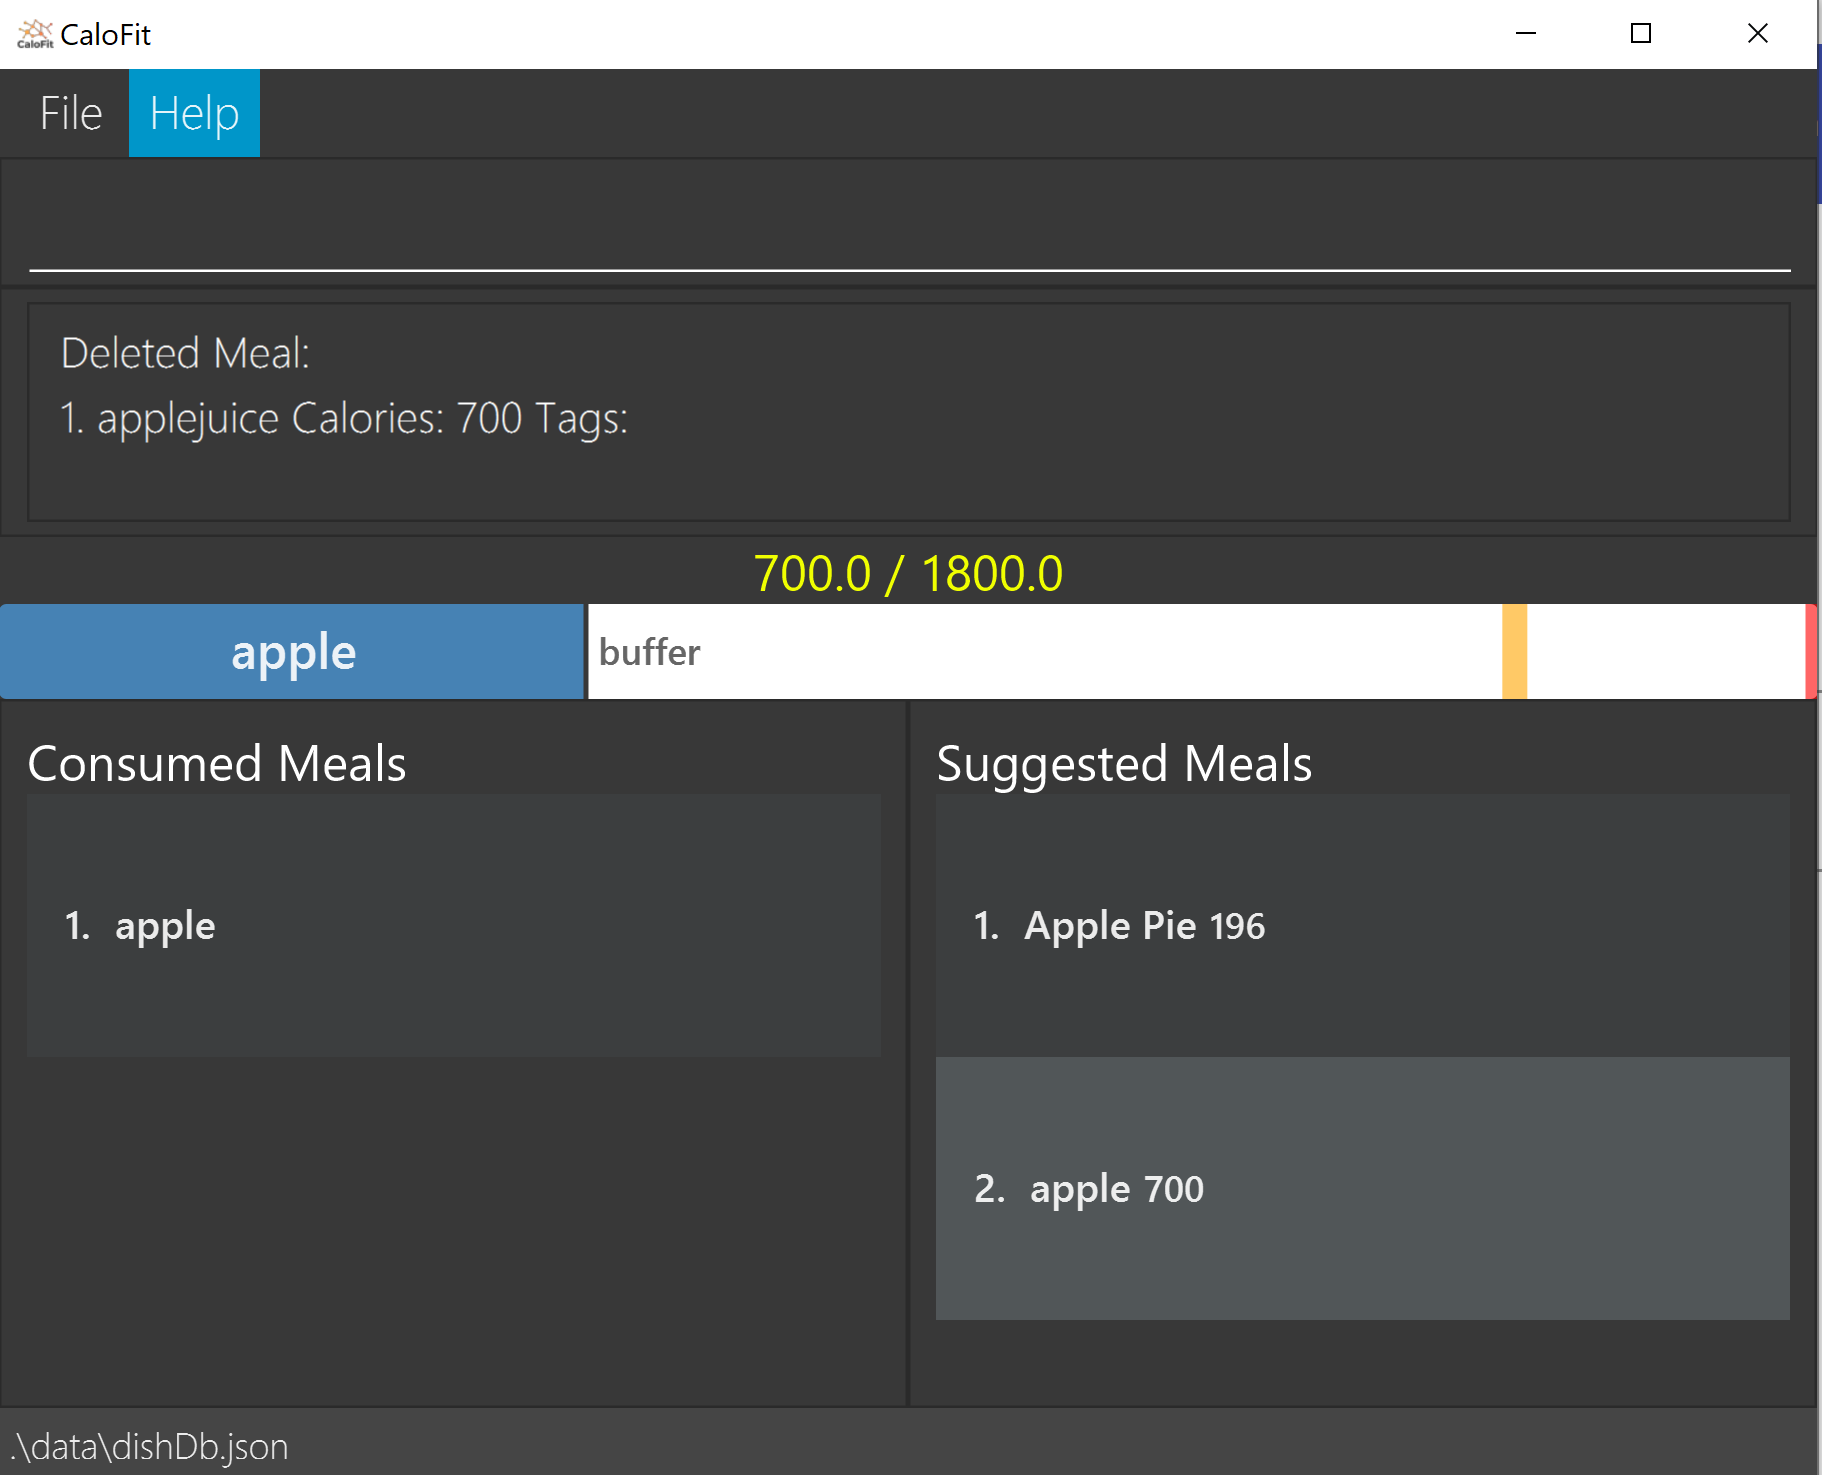 CaloFit CaloFit
File Help
Deleted Meal:
1. applejuice Calories: 700 Tags:
700.0 / 1800.0
apple buffer
Consumed Meals
1. apple
Suggested Meals
1. Apple Pie 196
2. apple 700
.\data\dishDb.json